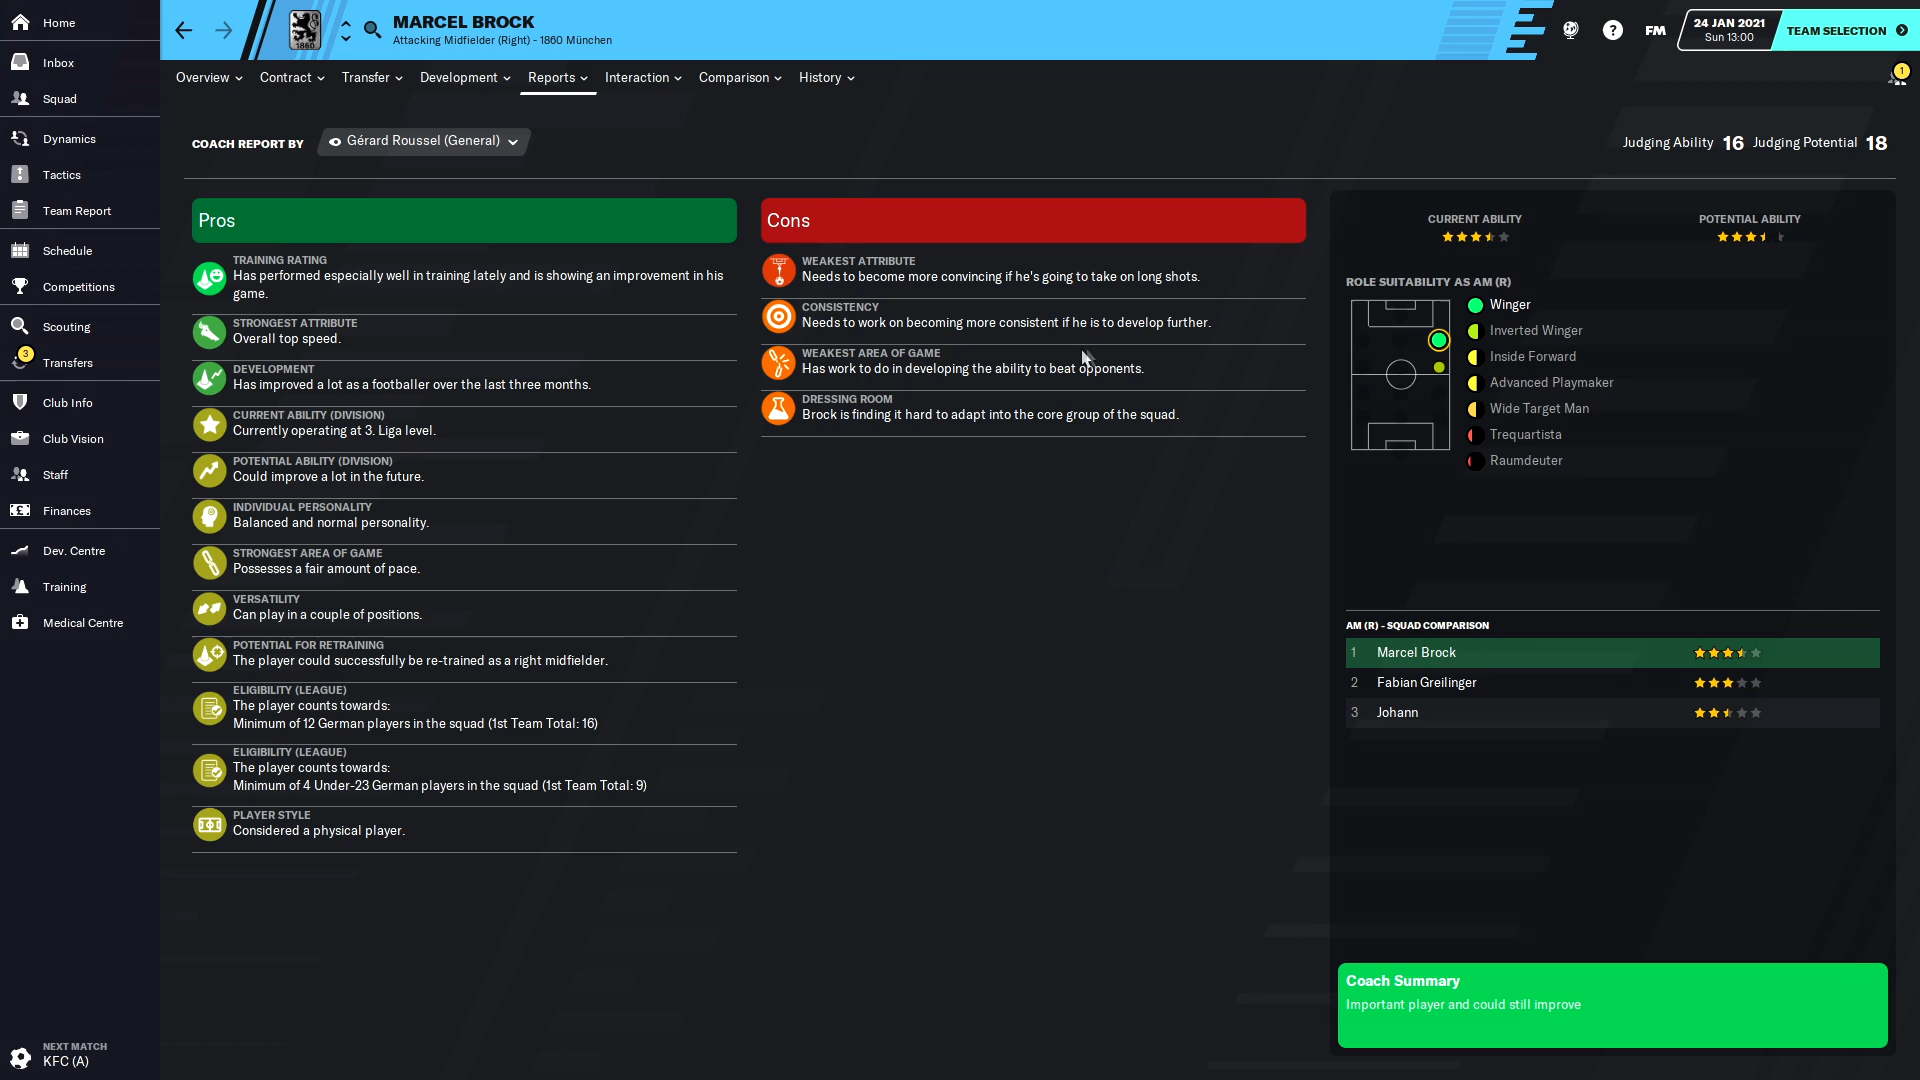 Home
Inbox
Squad
Dynamics
Tactics
Team Report
Schedule
Competitions
Scouting
3
Transfers
Club Info
Club Vision
Staff
Finances
Dev. Centre
Training
Medical Centre
NEXT MATCH
KFC (A)
1860
MARCEL BROCK
Attacking Midfielder (Right) - 1860 München
?
FM
24 JAN 2021
Sun 13:00
TEAM SELECTION
Overview
Contract
Transfer
Development
Reports
Interaction
Comparison
History
1
COACH REPORT BY
Gérard Roussel (General)
Judging Ability 16 Judging Potential 18
Pros
TRAINING RATING
Has performed especially well in training lately and is showing an improvement in his
game.
STRONGEST ATTRIBUTE
Overall top speed.
DEVELOPMENT
Has improved a lot as a footballer over the last three months.
CURRENT ABILITY (DIVISION)
Currently operating at 3. Liga level.
POTENTIAL ABILITY (DIVISION)
Could improve a lot in the future.
INDIVIDUAL PERSONALITY
Balanced and normal personality.
STRONGEST AREA OF GAME
Possesses a fair amount of pace.
VERSATILITY
Can play in a couple of positions.
POTENTIAL FOR RETRAINING
The player could successfully be re-trained as a right midfielder.
ELIGIBILITY (LEAGUE)
The player counts towards:
Minimum of 12 German players in the squad (1st Team Total: 16)
ELIGIBILITY (LEAGUE)
The player counts towards:
Minimum of 4 Under-23 German players in the squad (1st Team Total: 9)
PLAYER STYLE
Considered a physical player.
Cons
WEAKEST ATTRIBUTE
Needs to become more convincing if he's going to take on long shots.
CONSISTENCY
Needs to work on becoming more consistent if he is to develop further.
WEAKEST AREA OF GAME
Has work to do in developing the ability to beat opponents.
DRESSING ROOM
Brock is finding it hard to adapt into the core group of the squad.
CURRENT ABILITY
POTENTIAL ABILITY
ROLE SUITABILITY AS AM (R)
Winger
Inverted Winger
Inside Forward
Advanced Playmaker
Wide Target Man
Trequartista
Raumdeuter
AM (R) - SQUAD COMPARISON
1 Marcel Brock
2 Fabian Greilinger
3 Johann
Coach Summary
Important player and could still improve